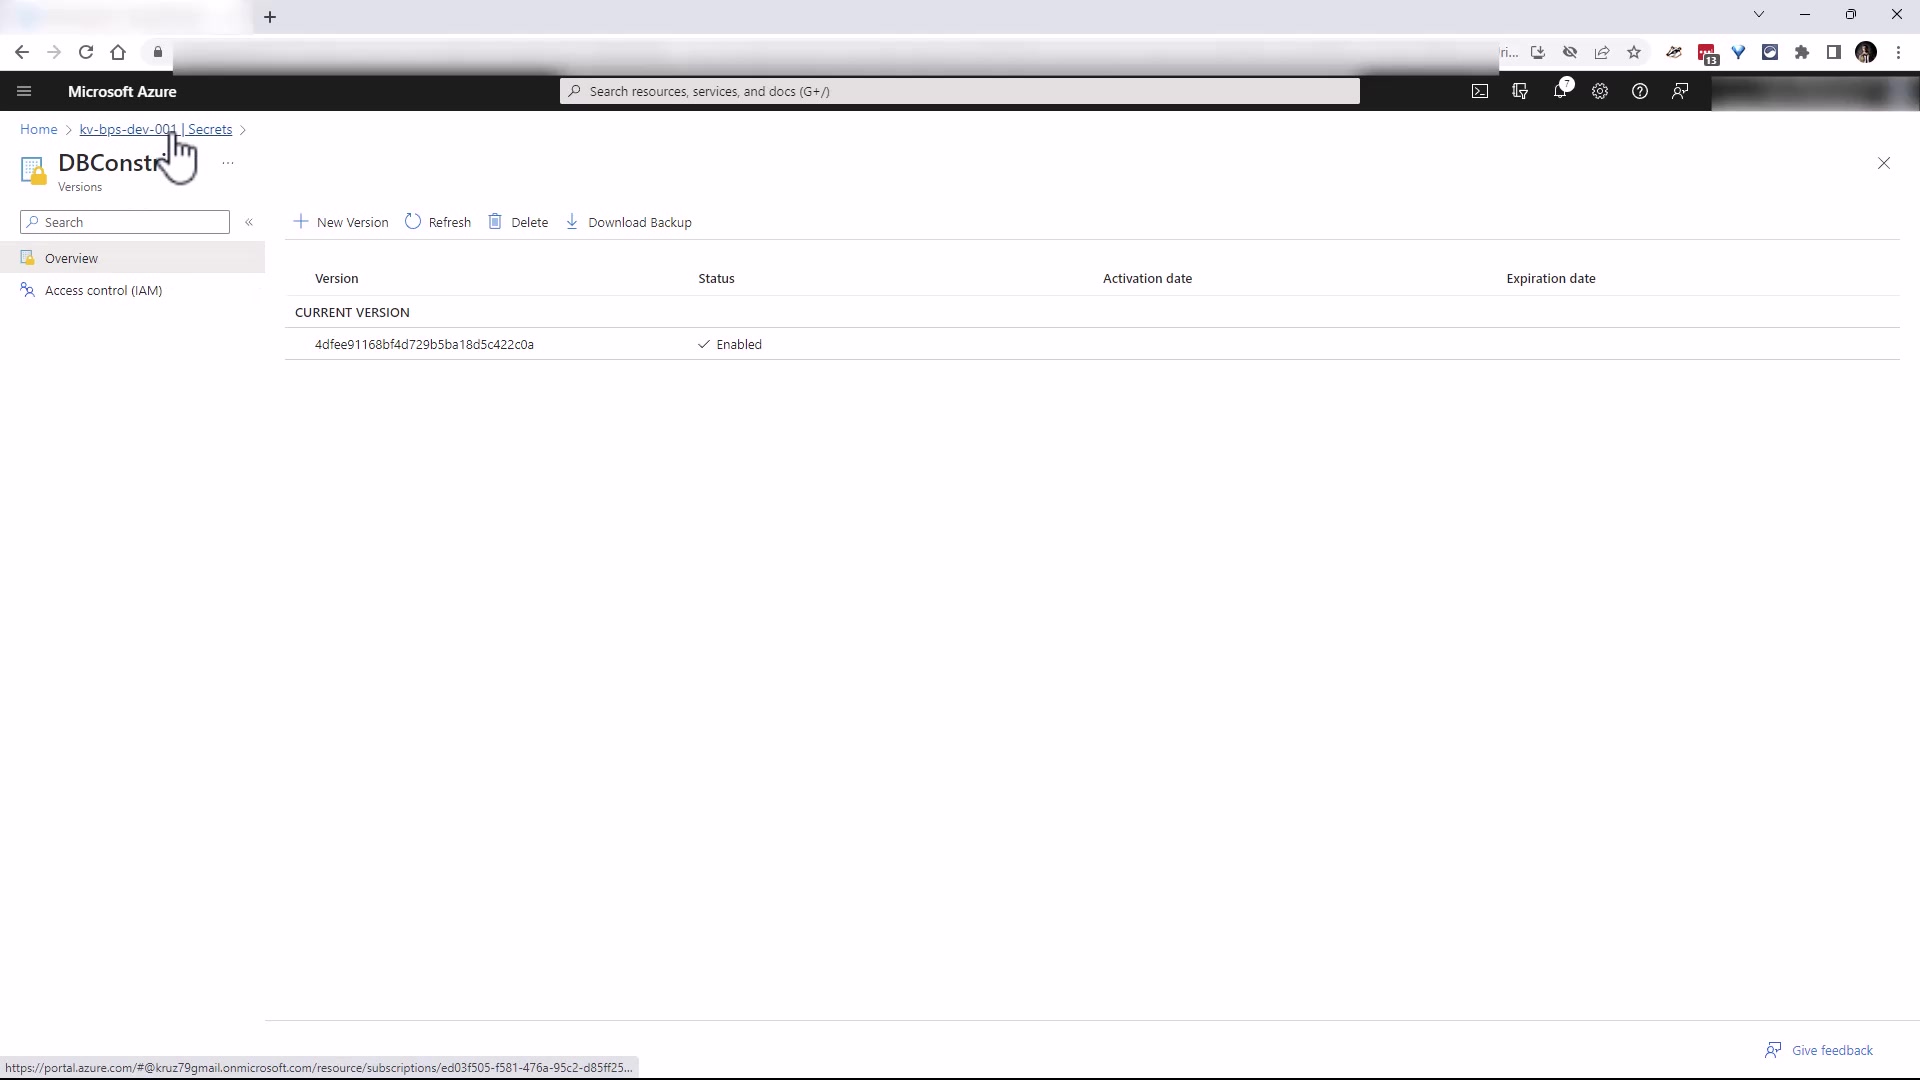 ri...
13
Microsoft Azure
Search resources, services, and docs (G+/)
7
Home > kv-bps-dev-001 | Secrets >
...
Versions
Search
«
New Version
Refresh
Delete
Download Backup
Overview
Access control (IAM)
Version Status Activation date Expiration date
CURRENT VERSION
4dfee91168bf4d729b5ba18d5c422c0a Enabled
Give feedback
https://portal.azure.com/#@kruz79gmail.onmicrosoft.com/resource/subscriptions/ed03f505-f581-476a-95c2-d85ff25...